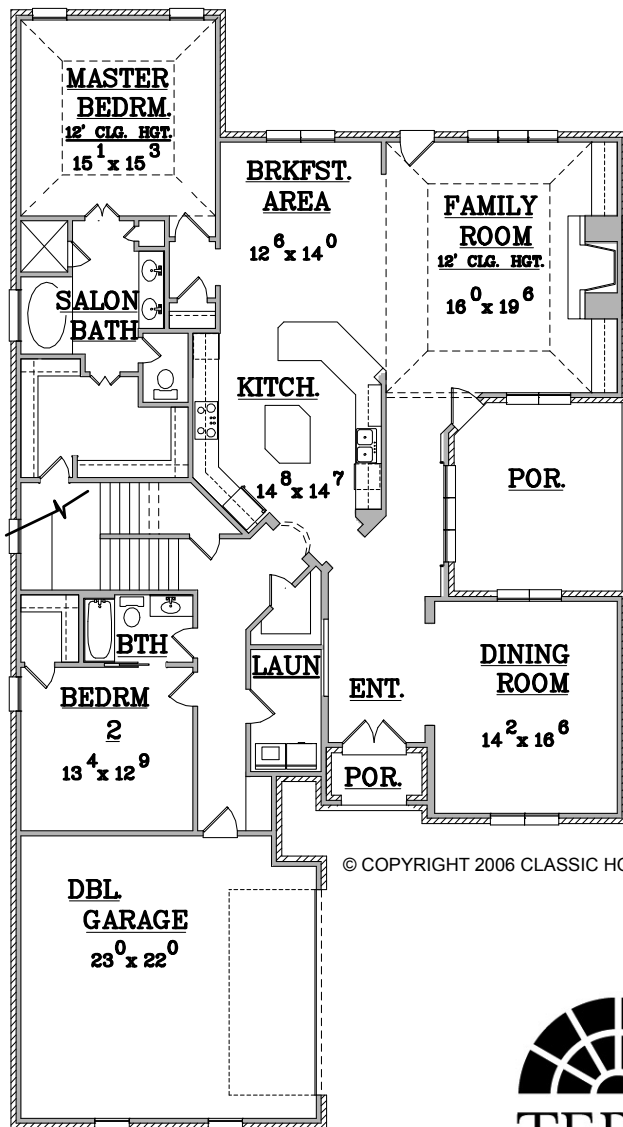 MASTER
BEDRM.
12' CLG. HGT.
15 1 x 15 3
BRKFST.
AREA
12 6 x 14 0
FAMILY
ROOM
12' CLG. HGT.
16 0 x 19 6
SALON
BATH
KITCH.
14 8 x 14 7
POR.
BTH
LAUN
ENT.
DINING
ROOM
14 2 x 16 6
BEDRM
2
13 4 x 12 9
POR.
© COPYRIGHT 2006 CLASSIC
DBL.
GARAGE
23 0 x 22 0